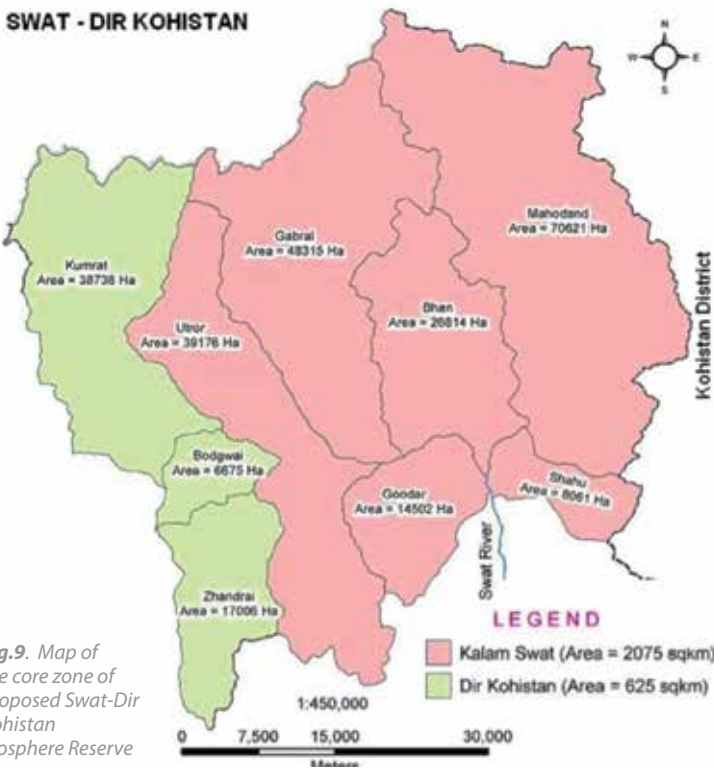 SWAT - DIR KOHISTAN
N
W E
S
Mahodand
Area = 70621 Ha
Gabral
Area = 48315 Ha
Kumrat
Area = 38738 Ha
Bhan
Area = 26814 Ha
Utror
Area = 39176 Ha
Kohistan District
Bodgwai
Area = 6675 Ha
Shahu
Area = 8061 Ha
Goodar
Area = 14502 Ha
Swat River
Zhandrai
Area = 17006 Ha
LEGEND
Kalam Swat (Area = 2075 sqkm)
Dir Kohistan (Area = 625 sqkm)
g.9. Map of
e core zone of
oposed Swat-Dir
ohistan
osphere Reserve
1:450,000
0 7,500 15,000 30,000
Meters